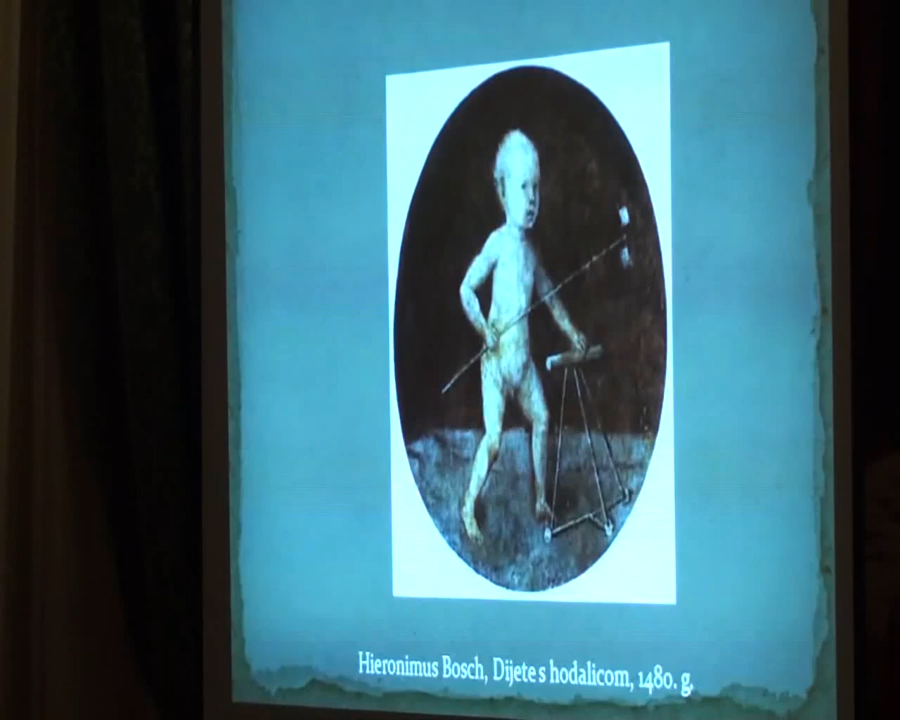 Hieronimus Bosch, Dijete s hodalicom, 1480. g.